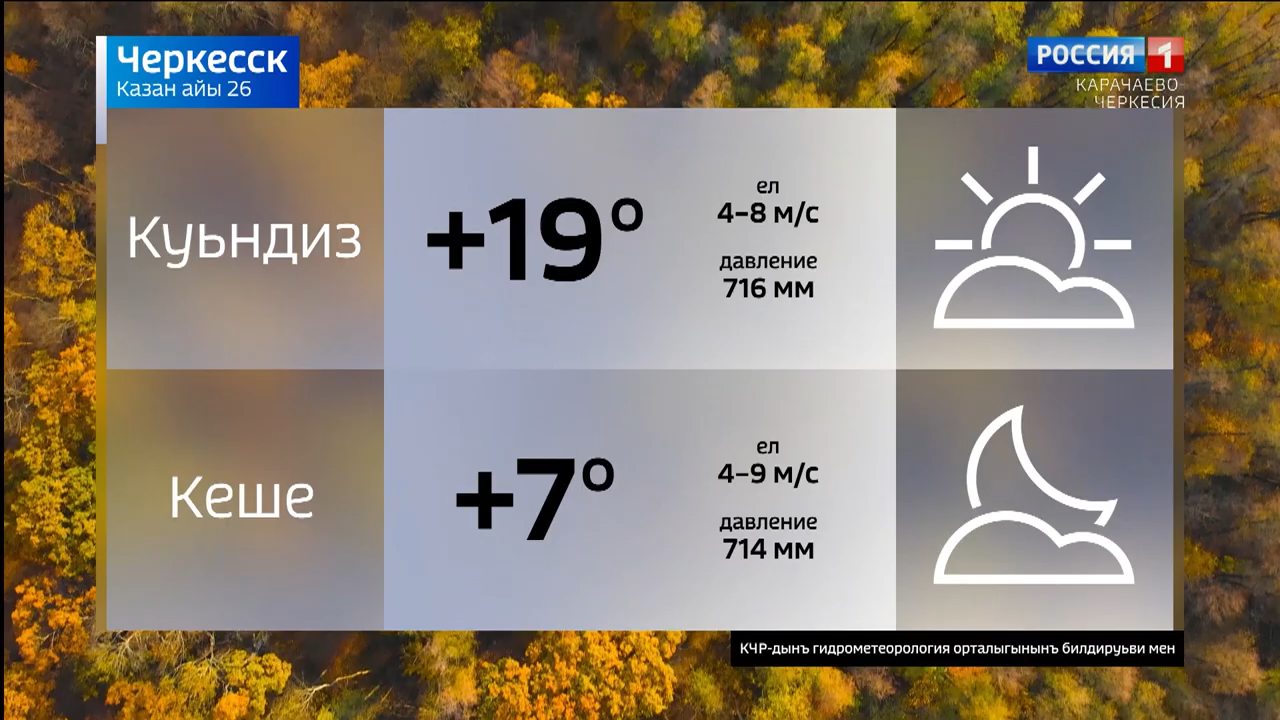 Черкесск
Казан айы 26
РОССИЯ 1
КАРАЧАЕВО
ЧЕРКЕСИЯ
Куьндиз
+19°
ел
4–8 м/с
давление
716 мм
Кеше
+7°
ел
4–9 м/с
давление
714 мм
КЧР-дынъ гидрометеорология орталыгынынъ билдируьви мен